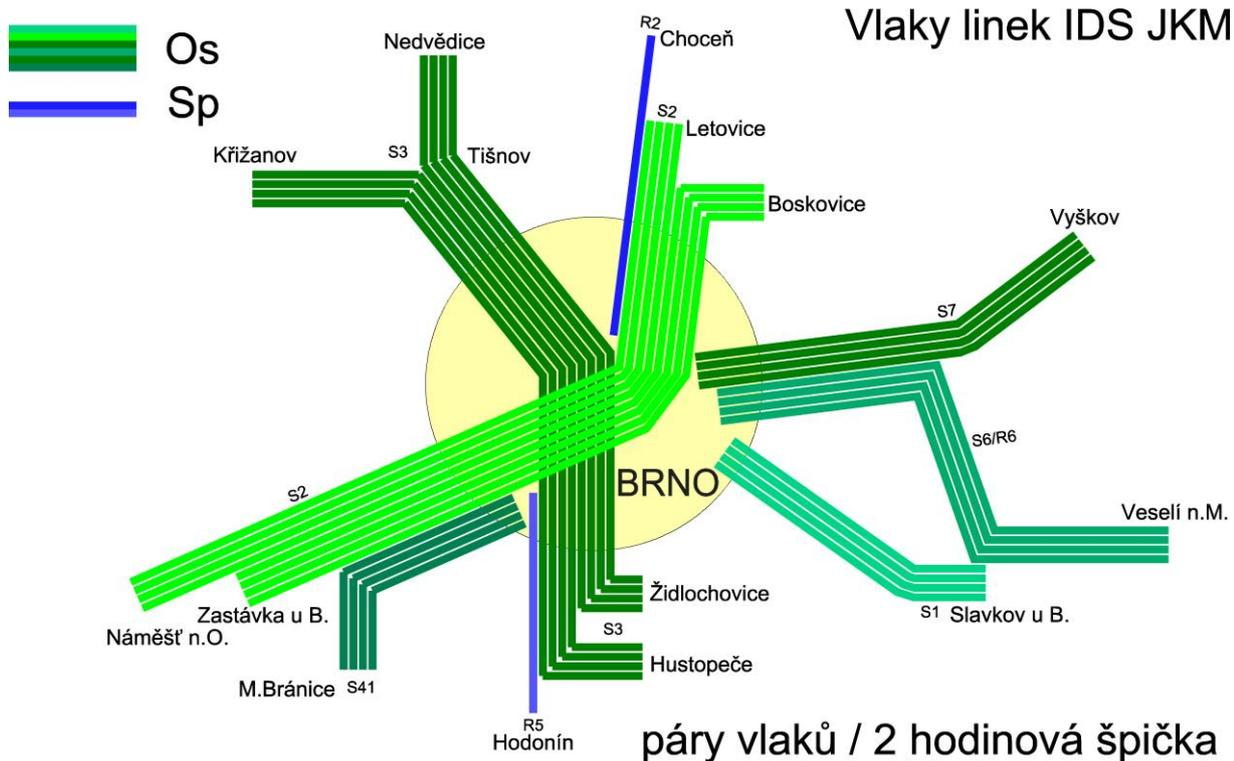 Vlaky linek IDS JKM
Os
Sp
Nedvědice
R2
Choceň
S2
Letovice
S3
Tišnov
Křižanov
Boskovice
Vyškov
S7
S6/R6
BRNO
S2
Veselí n.M.
Židlochovice
S1 Slavkov u B.
Zastávka u B.
Náměšť n.O.
S3
Hustopeče
M.Bránice S41
R5
Hodonín
páry vlaků / 2 hodinová špička